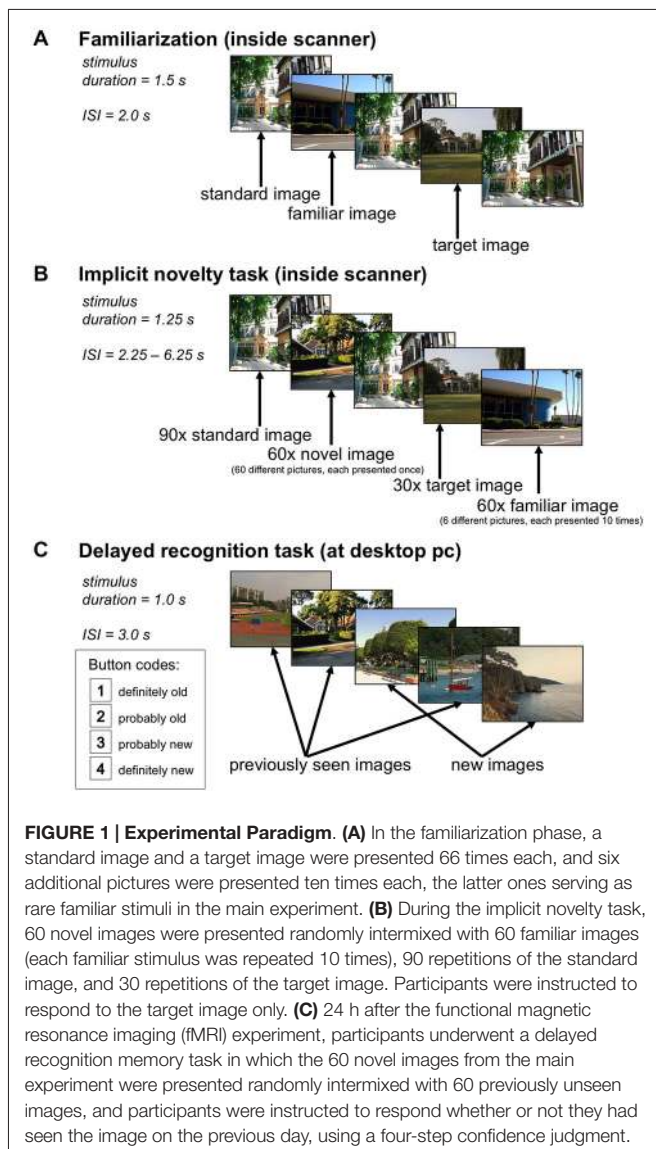 A Familiarization (inside scanner)
stimulus
duration = 1.5 s
ISI = 2.0 s
standard image
familiar image
target image
B Implicit novelty task (inside scanner)
stimulus
duration = 1.25 s
ISI = 2.25 – 6.25 s
90x standard image
60x novel image
(60 different pictures, each presented once)
30x target image
60x familiar image
(6 different pictures, each presented 10 times)
C Delayed recognition task (at desktop pc)
stimulus
duration = 1.0 s
ISI = 3.0 s
Button codes:
1 definitely old
2 probably old
3 probably new
4 definitely new
previously seen images
new images
FIGURE 1 | Experimental Paradigm. (A) In the familiarization phase, a
standard image and a target image were presented 66 times each, and six
additional pictures were presented ten times each, the latter ones serving as
rare familiar stimuli in the main experiment. (B) During the implicit novelty task,
60 novel images were presented randomly intermixed with 60 familiar images
(each familiar stimulus was repeated 10 times), 90 repetitions of the standard
image, and 30 repetitions of the target image. Participants were instructed to
respond to the target image only. (C) 24 h after the functional magnetic
resonance imaging (fMRI) experiment, participants underwent a delayed
recognition memory task in which the 60 novel images from the main
experiment were presented randomly intermixed with 60 previously unseen
images, and participants were instructed to respond whether or not they had
seen the image on the previous day, using a four-step confidence judgment.